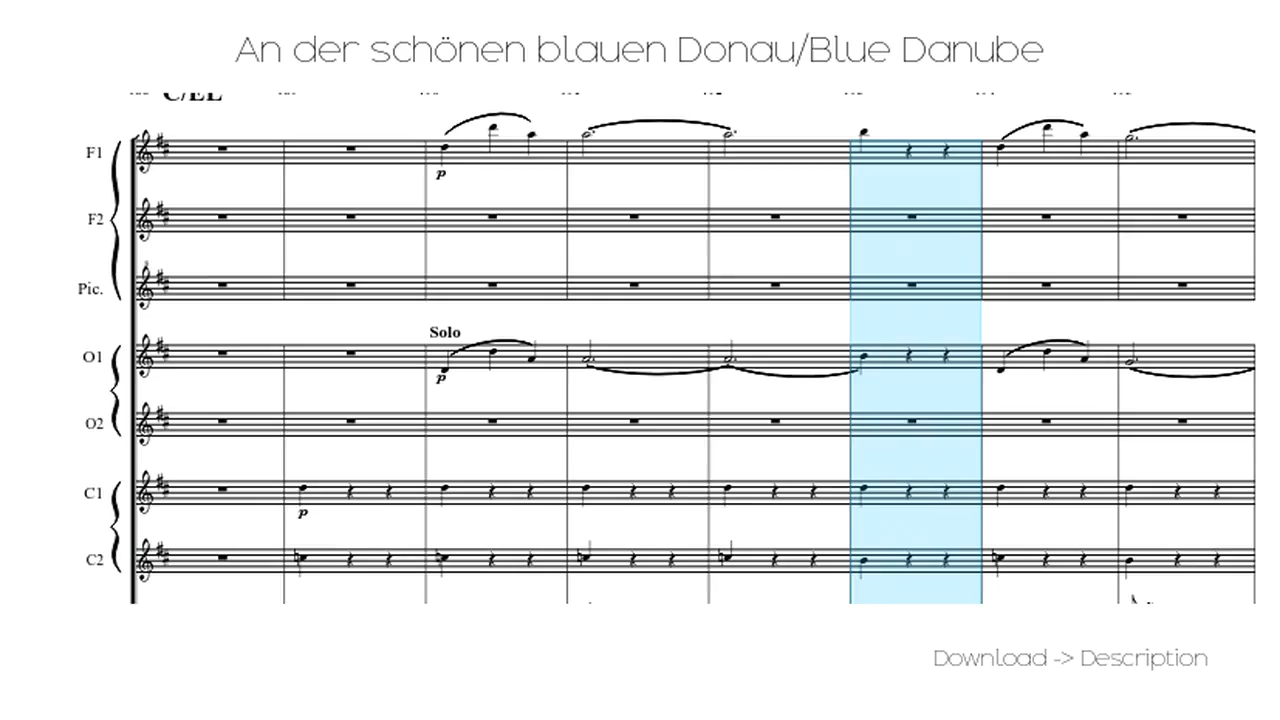 An der schönen blauen Donau/Blue Danube
F1
p
F2
Pic.
Solo
O1
p
O2
C1
p
C2
Download -> Description